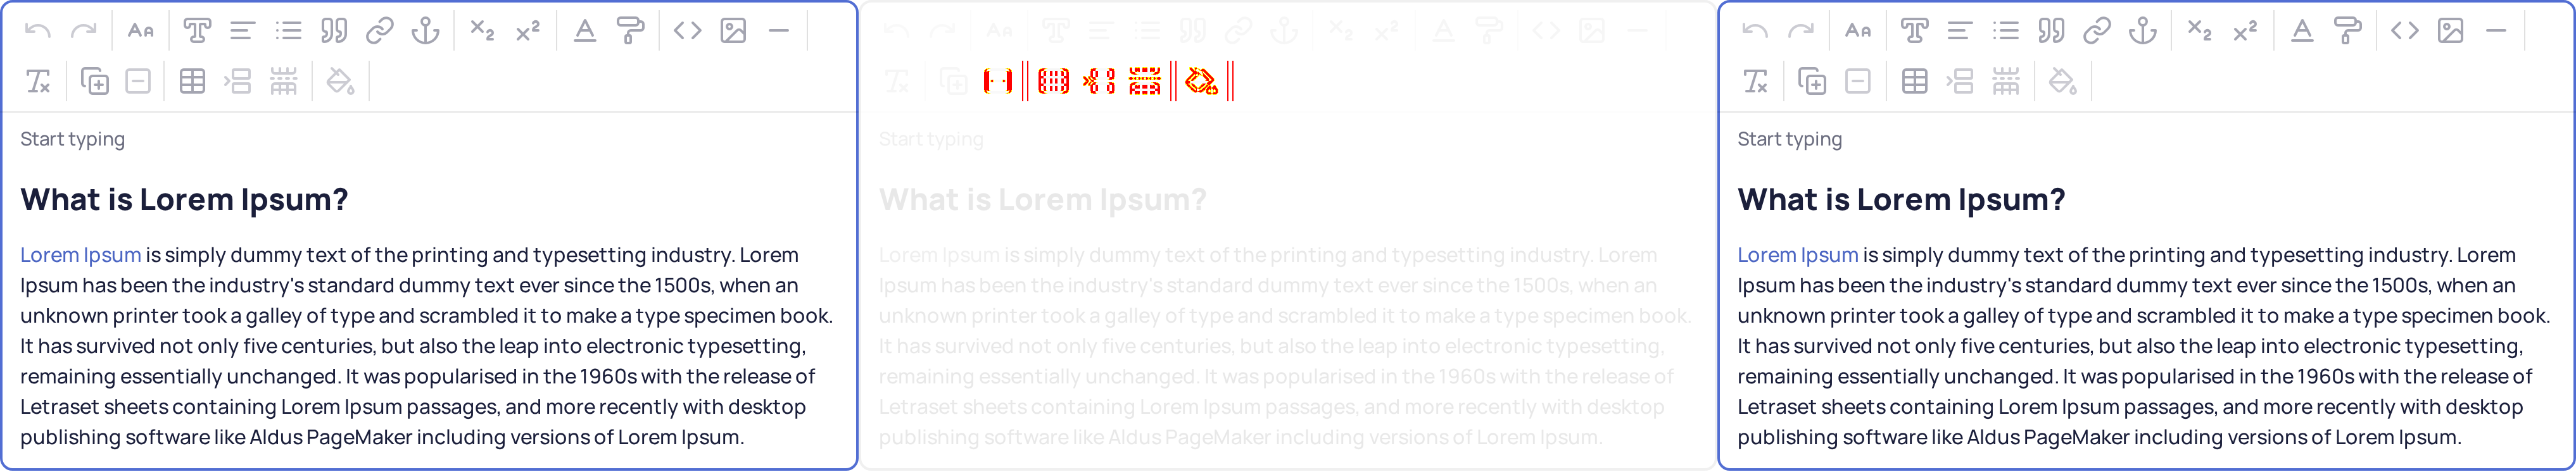 Start typing
What is Lorem Ipsum?
Lorem Ipsum is simply dummy text of the printing and typesetting industry. Lorem
Ipsum has been the industry's standard dummy text ever since the 1500s, when an
unknown printer took a galley of type and scrambled it to make a type specimen book.
It has survived not only five centuries, but also the leap into electronic typesetting,
remaining essentially unchanged. It was popularised in the 1960s with the release of
Letraset sheets containing Lorem Ipsum passages, and more recently with desktop
publishing software like Aldus PageMaker including versions of Lorem Ipsum.
Start typing
What is Lorem Ipsum?
Lorem Ipsum is simply dummy text of the printing and typesetting industry. Lorem
Ipsum has been the industry's standard dummy text ever since the 1500s, when an
unknown printer took a galley of type and scrambled it to make a type specimen book.
It has survived not only five centuries, but also the leap into electronic typesetting,
remaining essentially unchanged. It was popularised in the 1960s with the release of
Letraset sheets containing Lorem Ipsum passages, and more recently with desktop
publishing software like Aldus PageMaker including versions of Lorem Ipsum.
Start typing
What is Lorem Ipsum?
Lorem Ipsum is simply dummy text of the printing and typesetting industry. Lorem
Ipsum has been the industry's standard dummy text ever since the 1500s, when an
unknown printer took a galley of type and scrambled it to make a type specimen book.
It has survived not only five centuries, but also the leap into electronic typesetting,
remaining essentially unchanged. It was popularised in the 1960s with the release of
Letraset sheets containing Lorem Ipsum passages, and more recently with desktop
publishing software like Aldus PageMaker including versions of Lorem Ipsum.